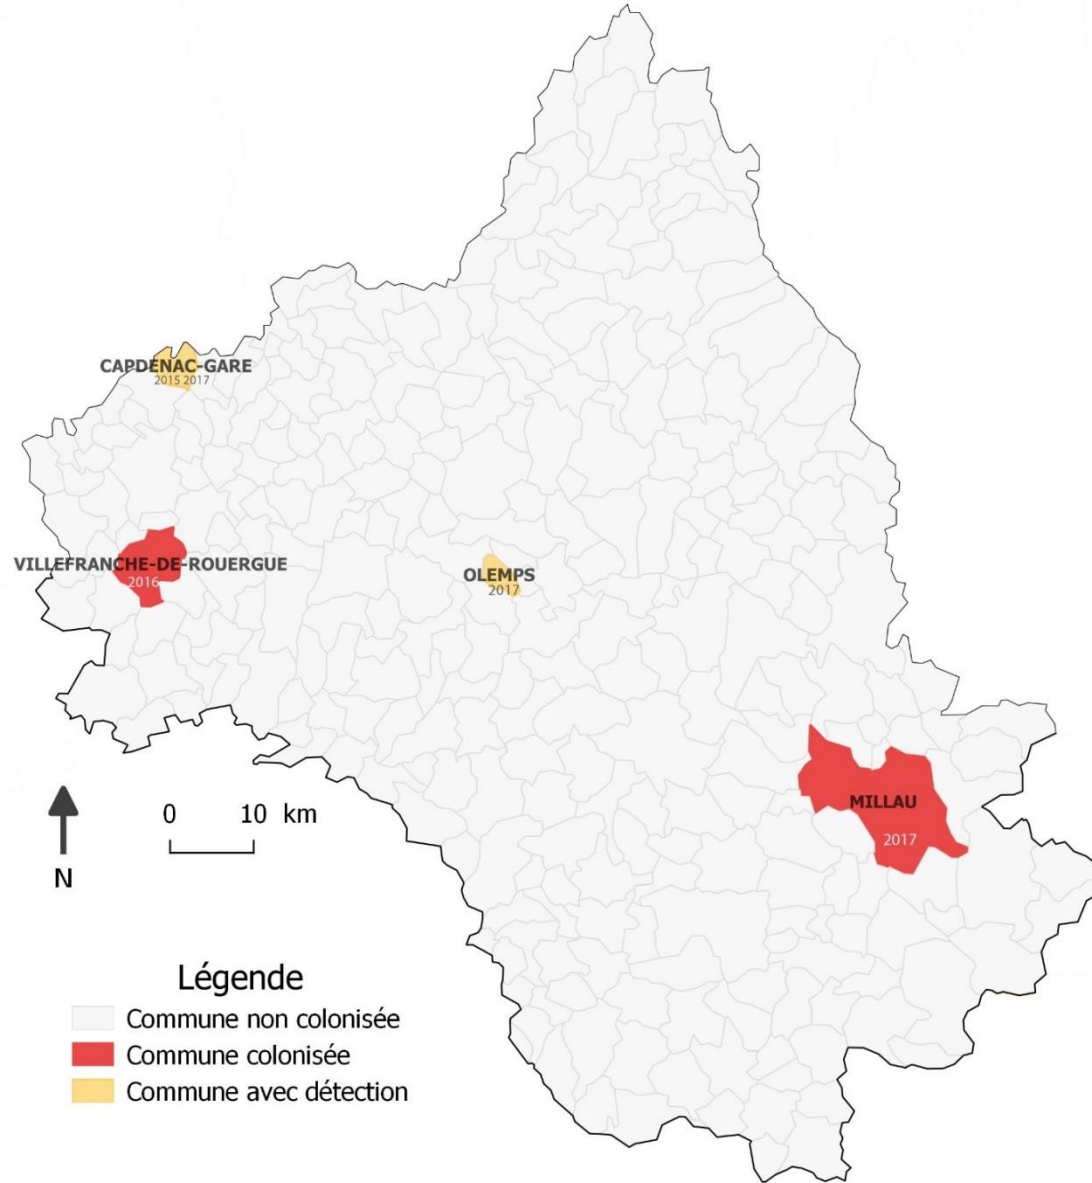 CAPDENAC-GARE
2015 2017
VILLEFRANCHE-DE-ROUERGUE
2016
OLEMPS
2017
MILLAU
2017
0 10 km
N
Légende
Commune non colonisée
Commune colonisée
Commune avec détection